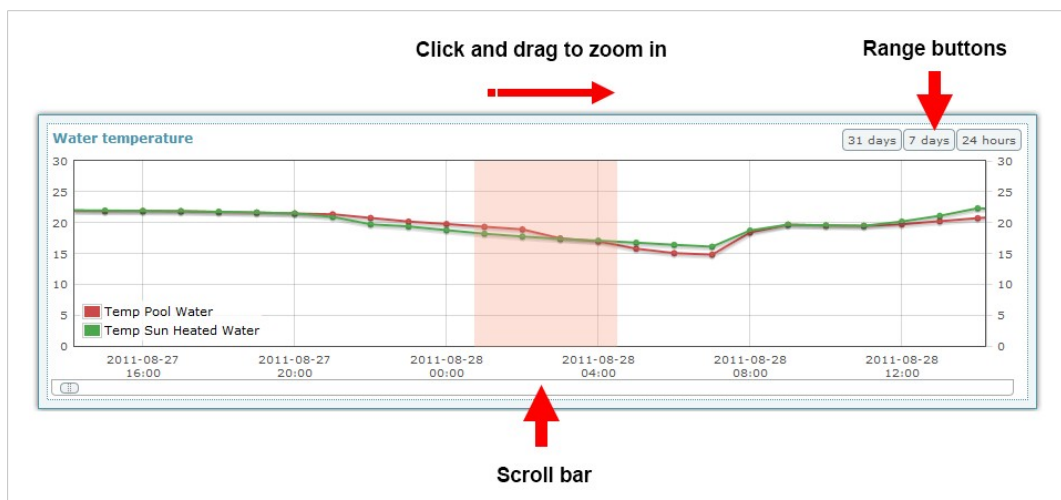 Click and drag to zoom in
Range buttons
Water temperature
31 days 7 days 24 hours
30 30
25 25
20 20
15 15
10 10
5 5
0 0
Temp Pool Water
Temp Sun Heated Water
2011-08-27 2011-08-27 2011-08-28 2011-08-28 2011-08-28 2011-08-28
16:00 20:00 00:00 04:00 08:00 12:00
Scroll bar